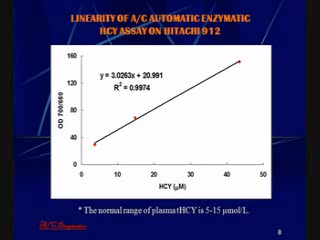 LINEARITY OF A/C AUTOMATIC ENZYMATIC
HCY ASSAY ON HITACHI 912
160
y = 3.0263x + 20.991
R² = 0.9974
120
80
40
0
OD 700/660
0 10 20 30 40 50
HCY (µM)
* The normal range of plasma tHCY is 5-15 µmol/L.
A/C Diagnostics
8